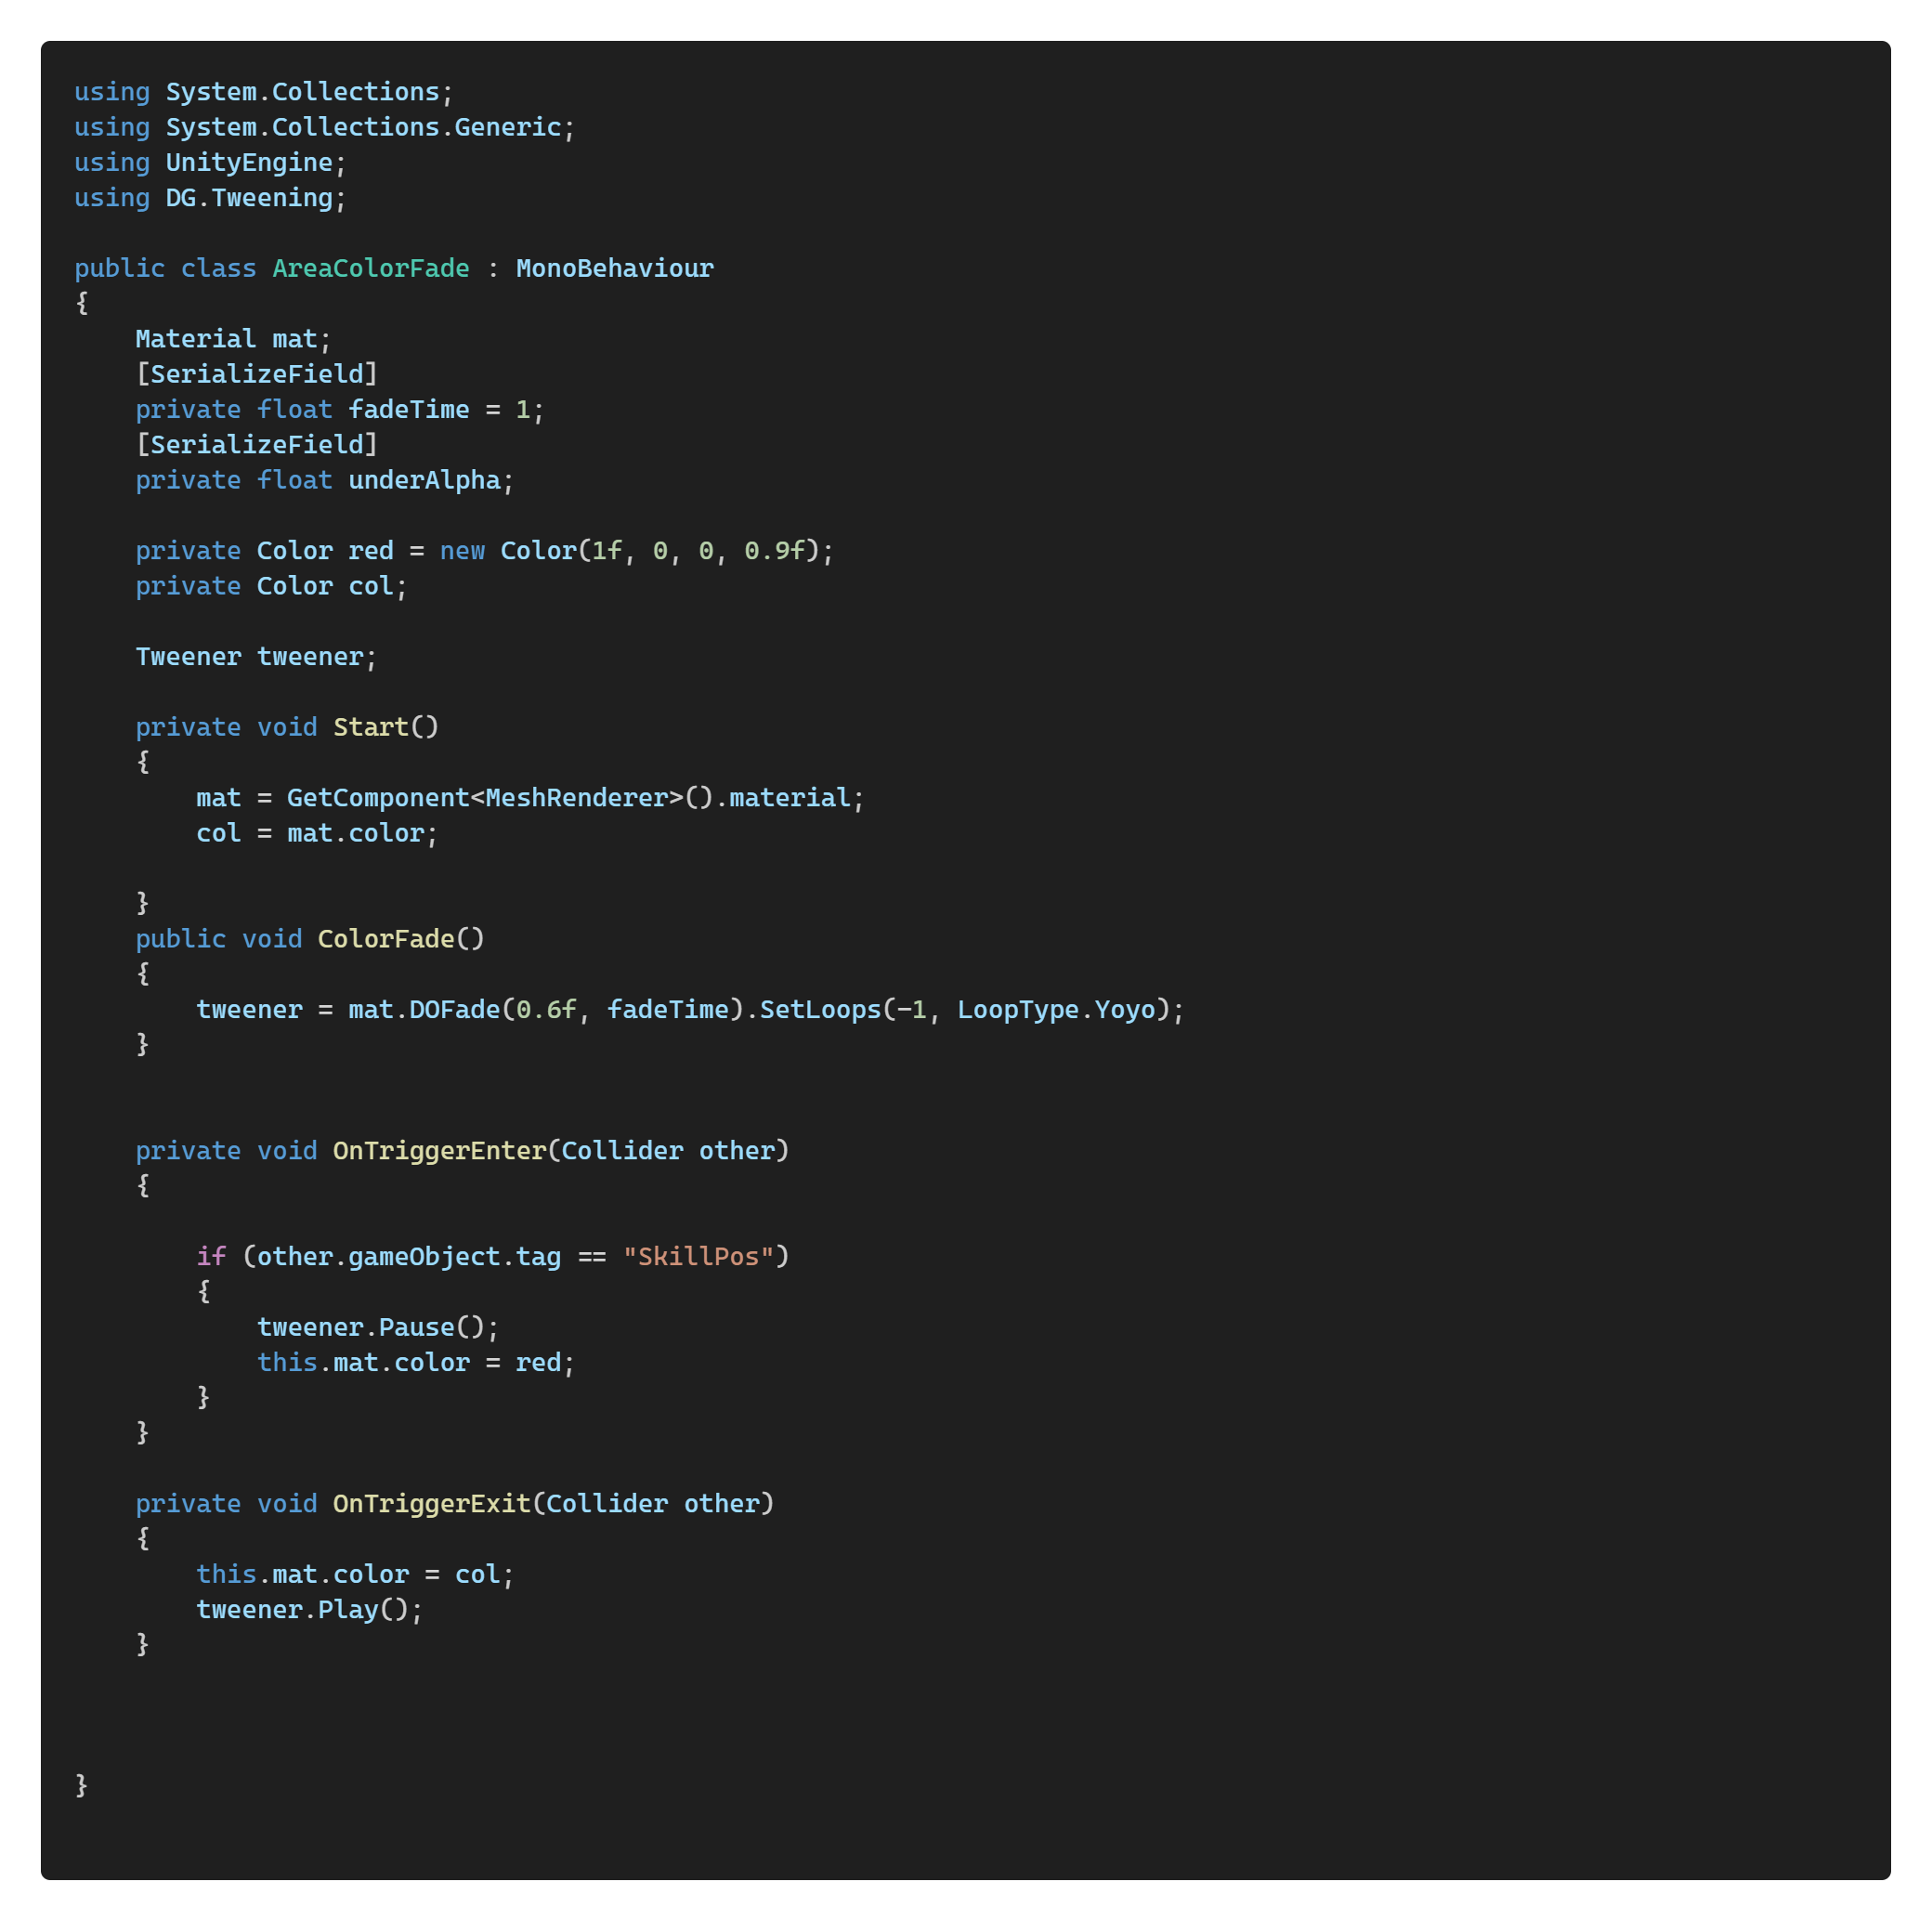 using System.Collections;
using System.Collections.Generic;
using UnityEngine;
using DG.Tweening;

public class AreaColorFade : MonoBehaviour
{
    Material mat;
    [SerializeField]
    private float fadeTime = 1;
    [SerializeField]
    private float underAlpha;

    private Color red = new Color(1f, 0, 0, 0.9f);
    private Color col;

    Tweener tweener;

    private void Start()
    {
        mat = GetComponent<MeshRenderer>().material;
        col = mat.color;

    }
    public void ColorFade()
    {
        tweener = mat.DOFade(0.6f, fadeTime).SetLoops(-1, LoopType.Yoyo);
    }


    private void OnTriggerEnter(Collider other)
    {

        if (other.gameObject.tag == "SkillPos")
        {
            tweener.Pause();
            this.mat.color = red;
        }
    }

    private void OnTriggerExit(Collider other)
    {
        this.mat.color = col;
        tweener.Play();
    }



}